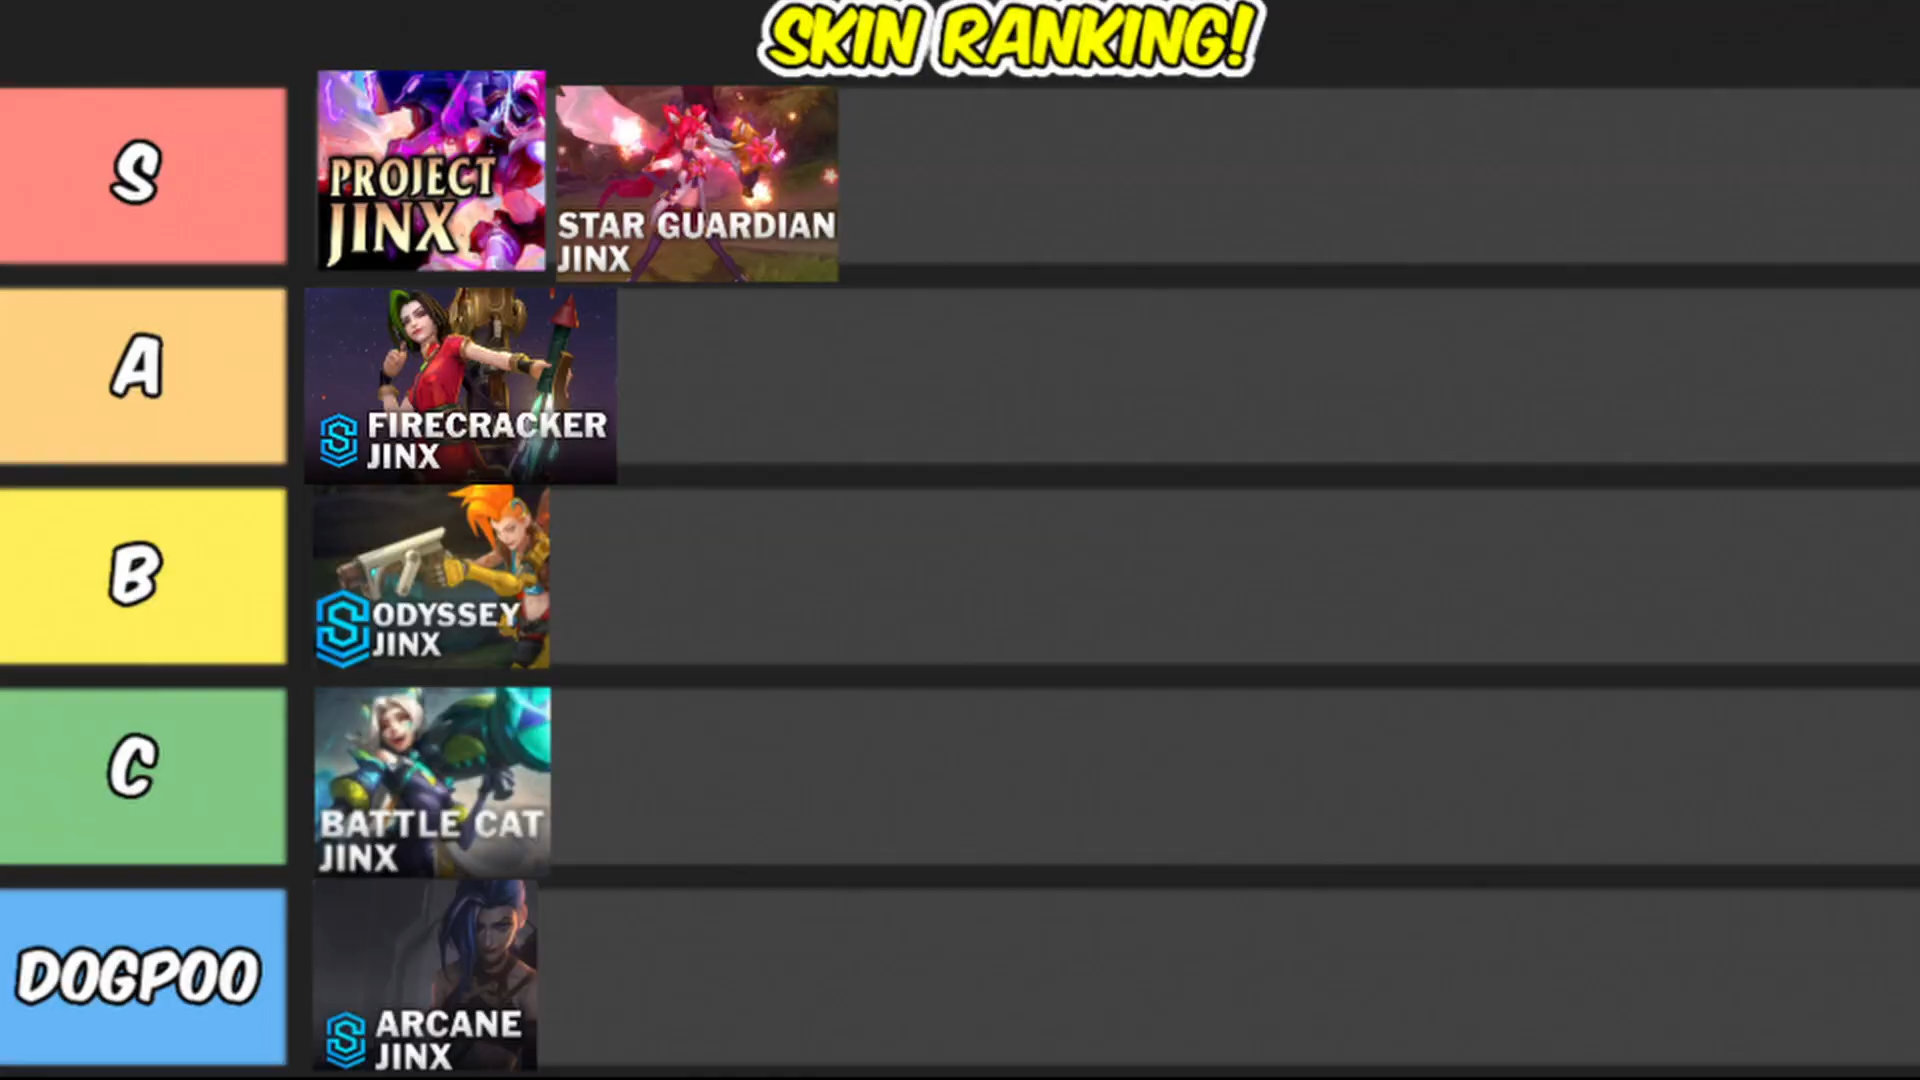 SKIN RANKING!
S
PROJECT
JINX
STAR GUARDIAN
JINX
A
FIRECRACKER
JINX
B
ODYSSEY
JINX
C
BATTLE CAT
JINX
DOGPOO
ARCANE
JINX